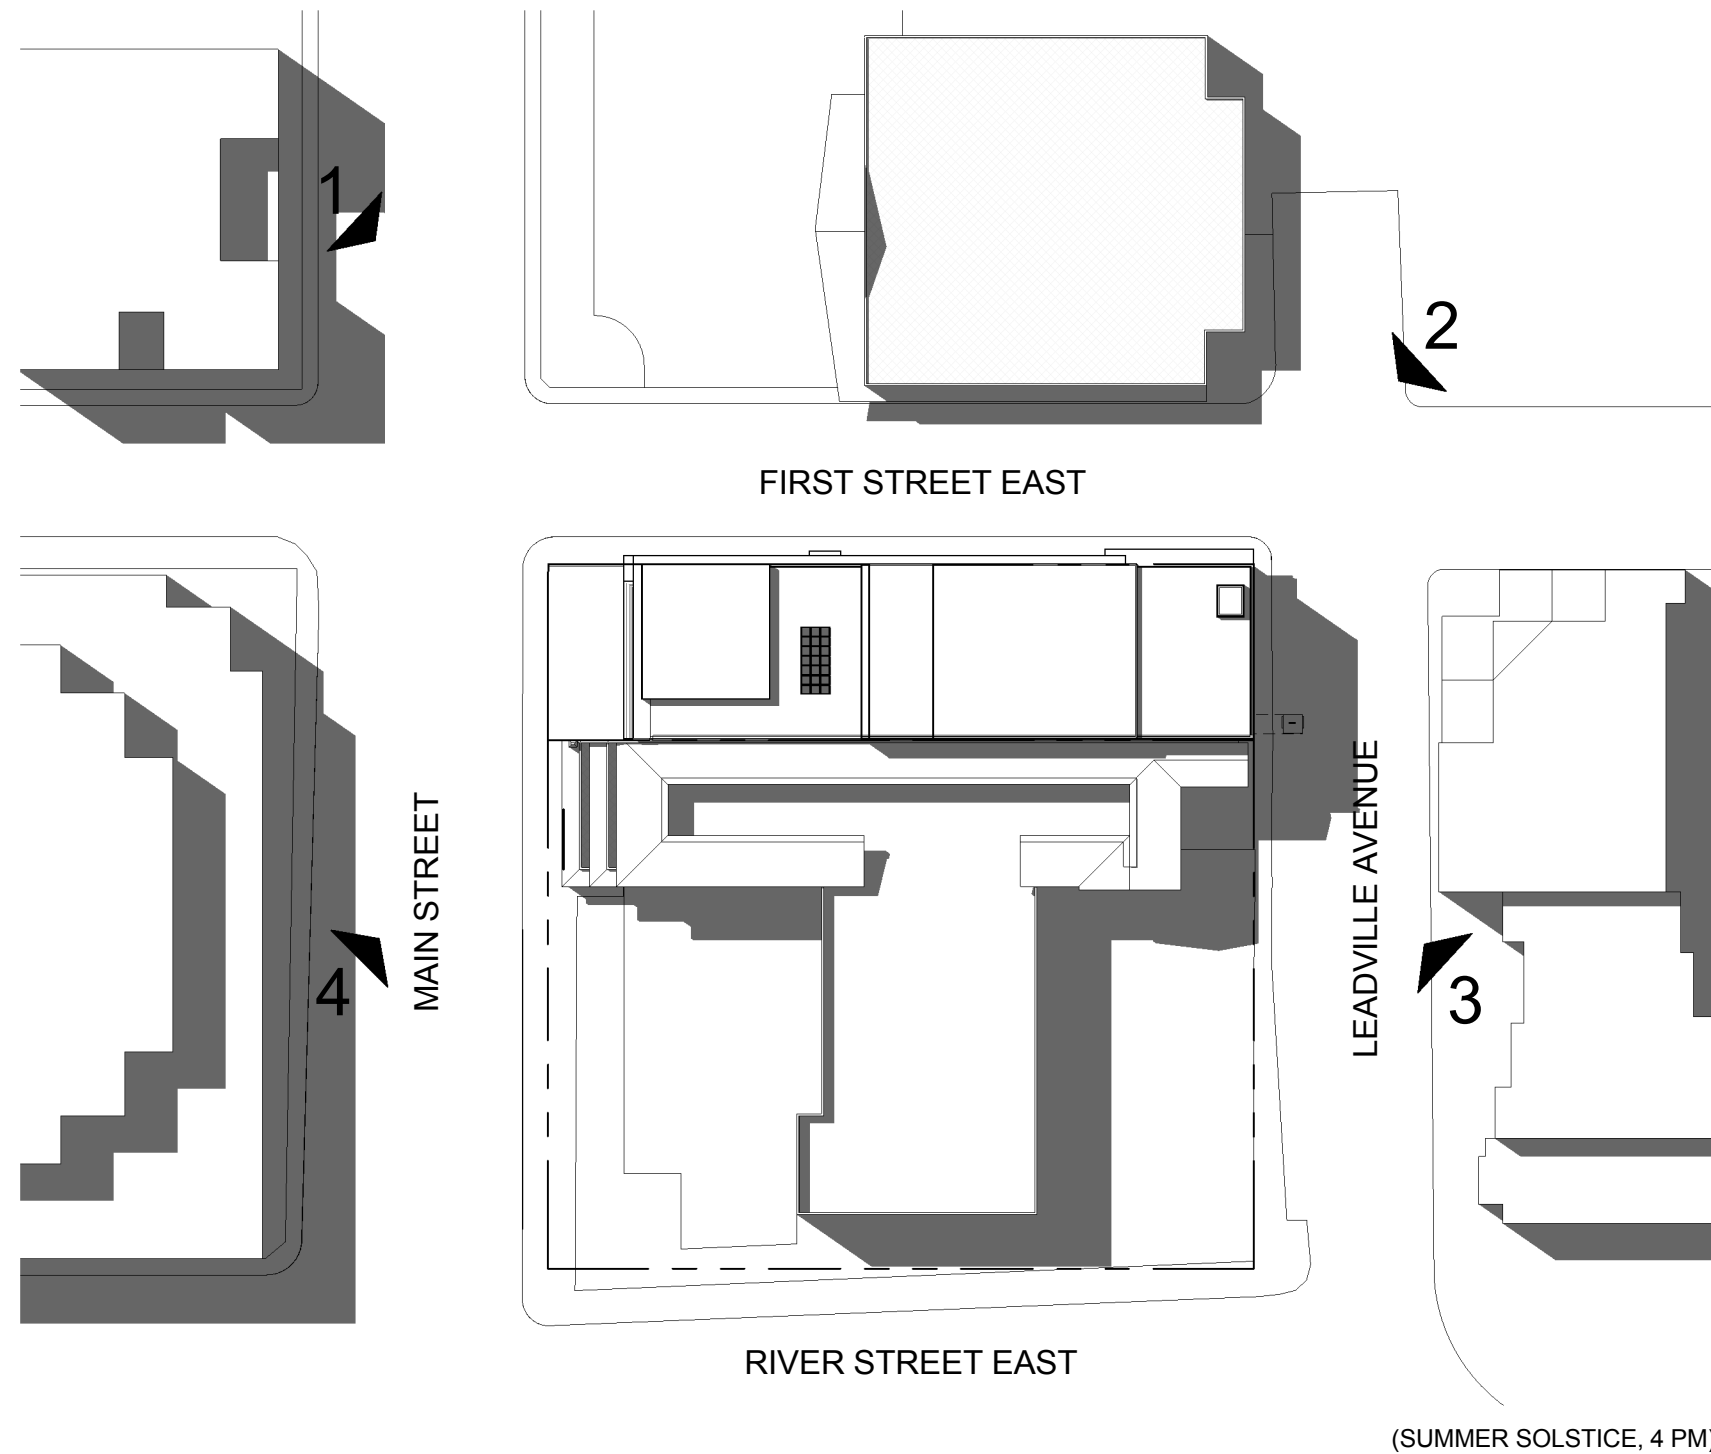 1
2
FIRST STREET EAST
MAIN STREET
LEADVILLE AVENUE
4
3
RIVER STREET EAST
(SUMMER SOLSTICE, 4 PM)